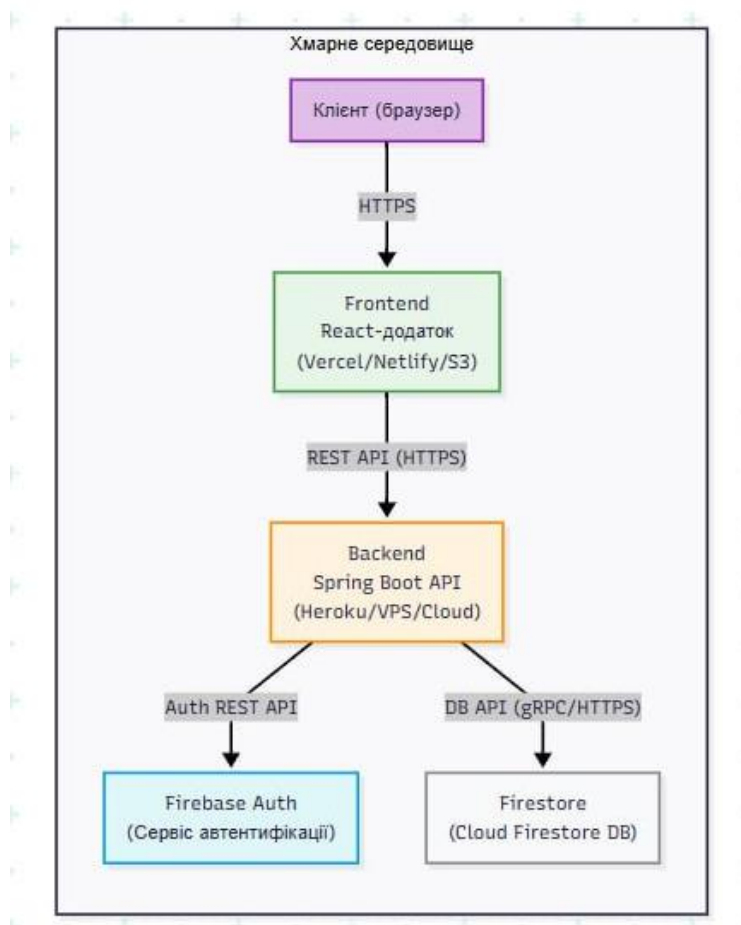 Хмарне середовище
Клієнт (браузер)
HTTPS
Frontend
React-додаток
(Vercel/Netlify/S3)
REST API (HTTPS)
Backend
Spring Boot API
(Heroku/VPS/Cloud)
Auth REST API
DB API (gRPC/HTTPS)
Firebase Auth
(Сервіс автентифікації)
Firestore
(Cloud Firestore DB)